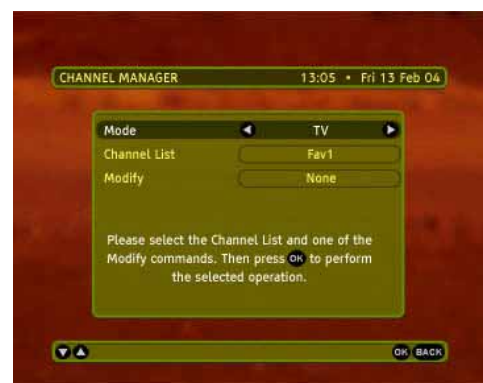 CHANNEL MANAGER 13:05 • Fri 13 Feb 04
Mode TV
Channel List Fav1
Modify None
Please select the Channel List and one of the
Modify commands. Then press OK to perform
the selected operation.
OK BACK